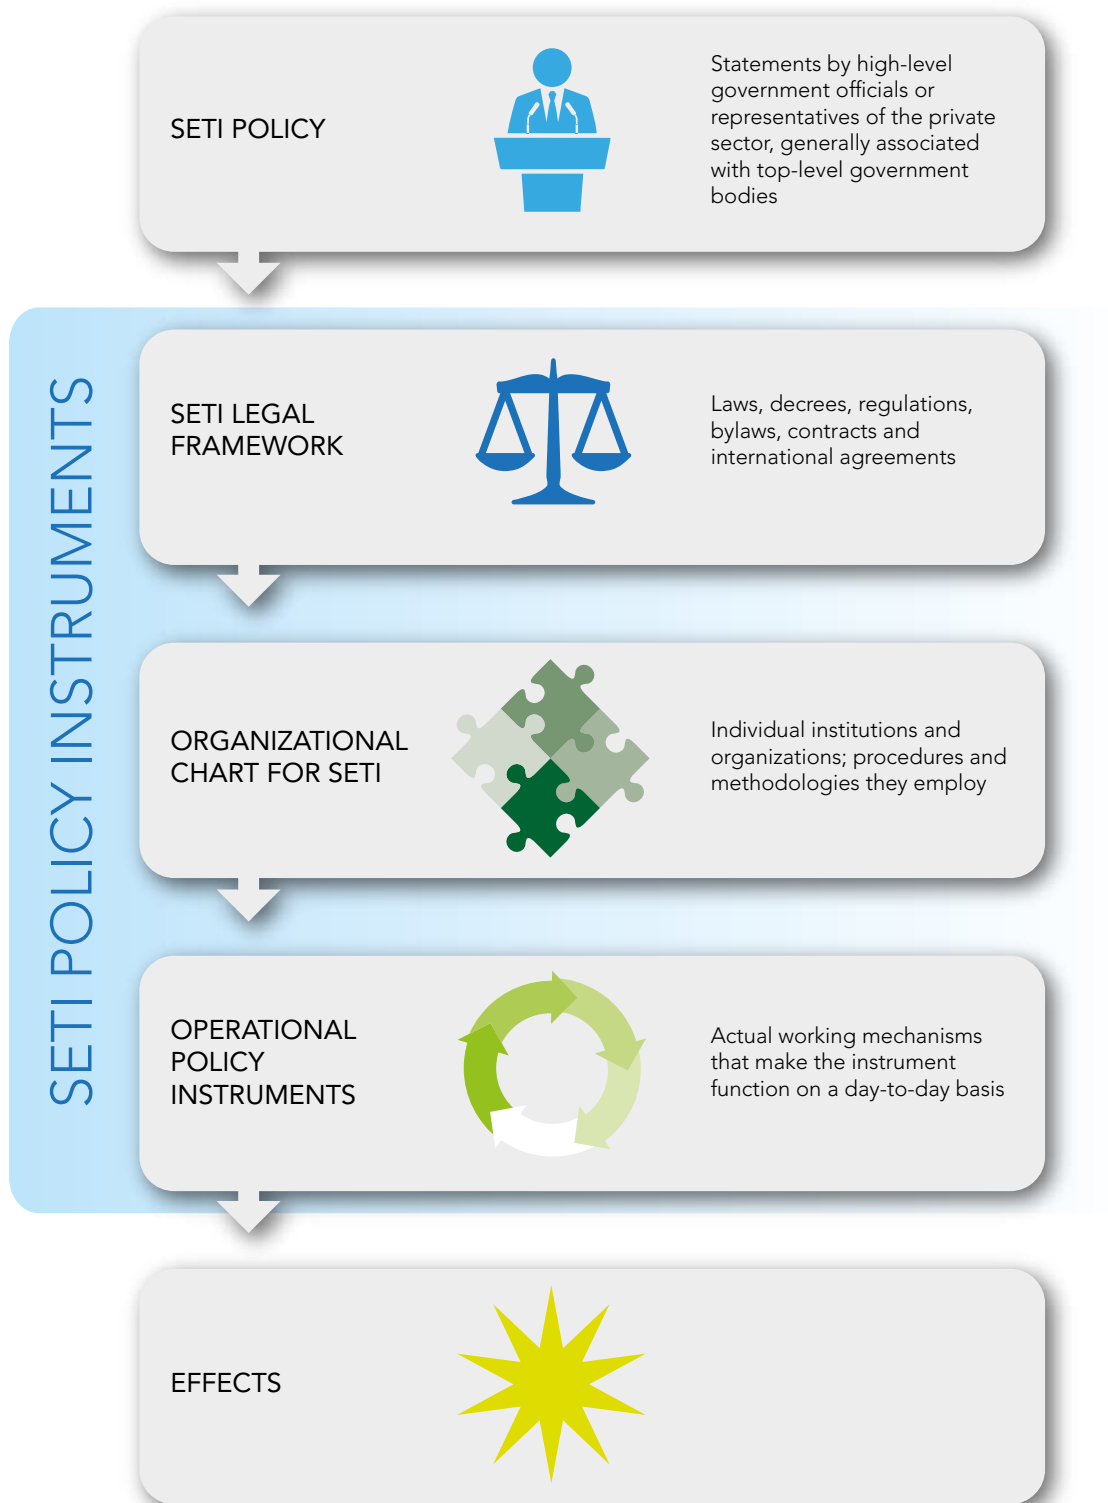 SETI POLICY
Statements by high-level
government officials or
representatives of the private
sector, generally associated
with top-level government
bodies
SETI POLICY INSTRUMENTS
SETI LEGAL
FRAMEWORK
Laws, decrees, regulations,
bylaws, contracts and
international agreements
ORGANIZATIONAL
CHART FOR SETI
Individual institutions and
organizations; procedures and
methodologies they employ
OPERATIONAL
POLICY
INSTRUMENTS
Actual working mechanisms
that make the instrument
function on a day-to-day basis
EFFECTS